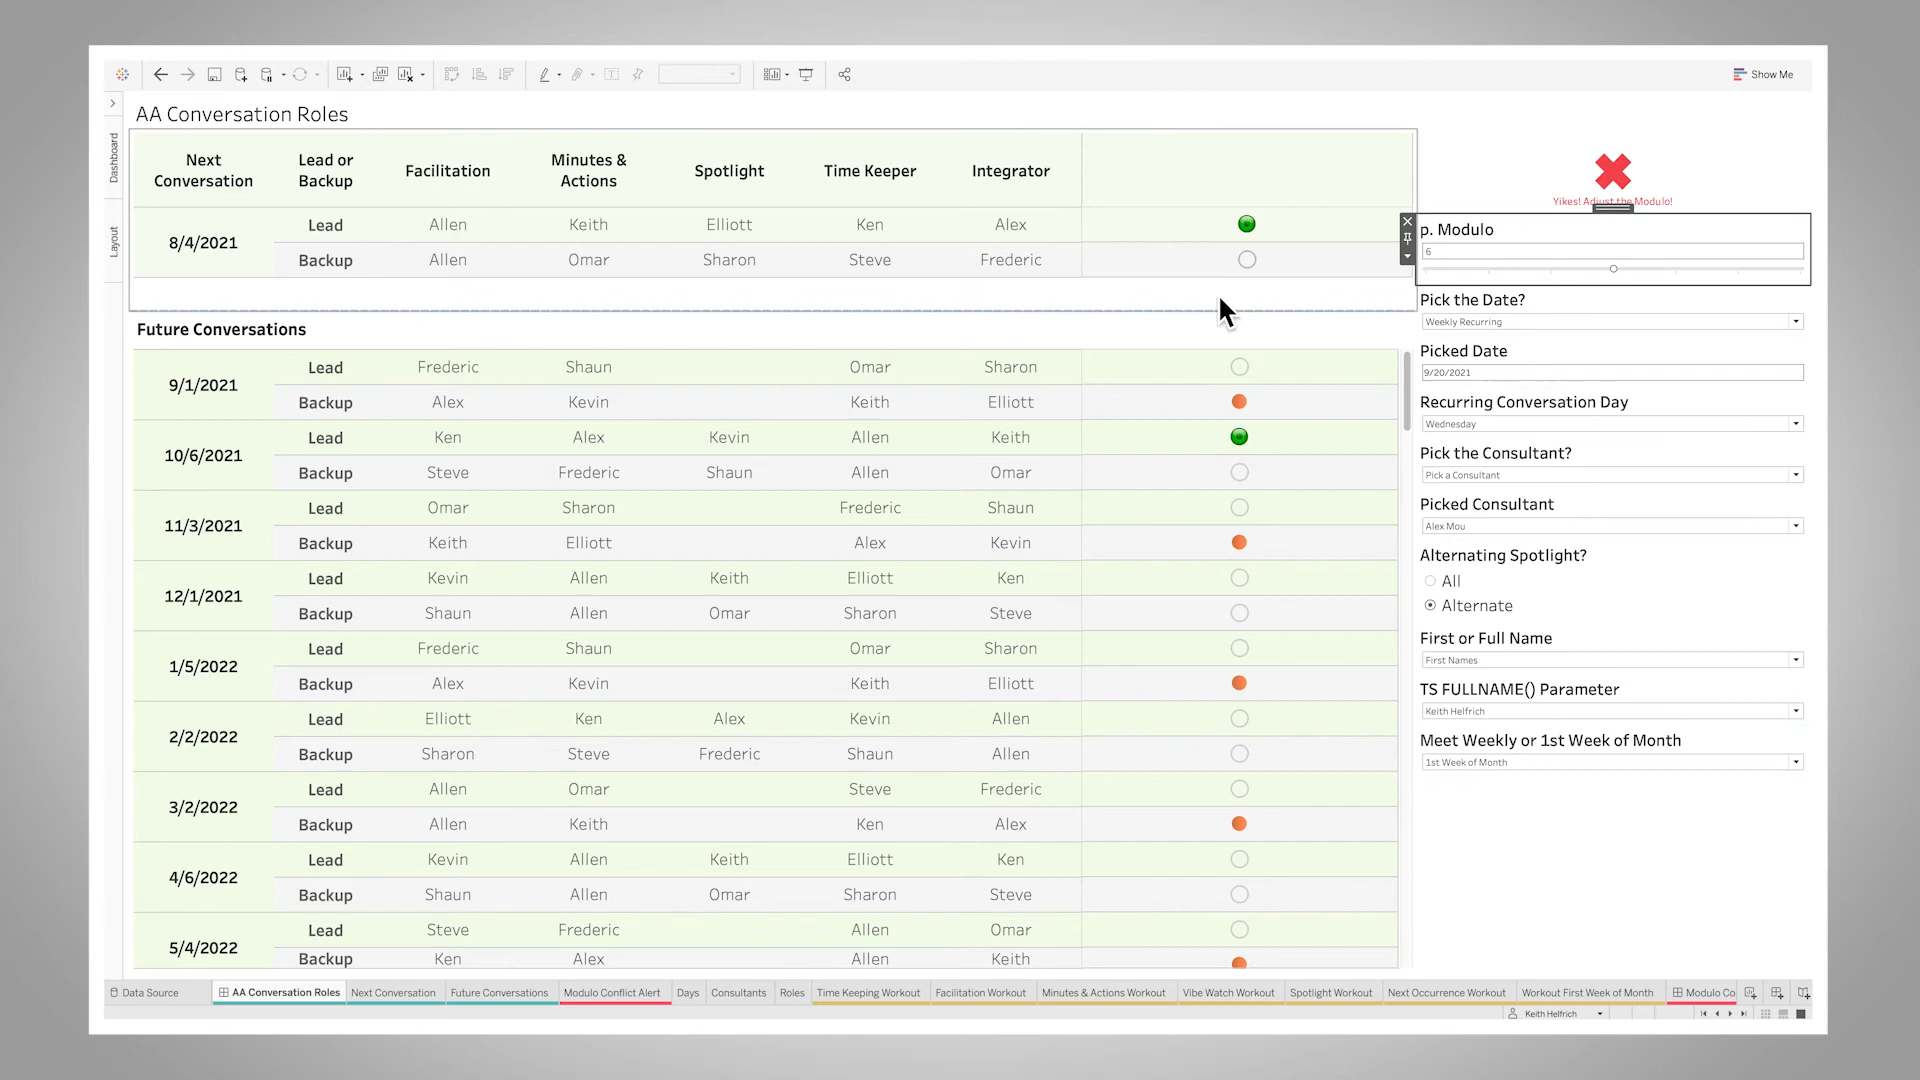 Show Me
AA Conversation Roles
Dashboard
Layout
Next Conversation Lead or Backup Facilitation Minutes & Actions Spotlight Time Keeper Integrator
8/4/2021 Lead Allen Keith Elliott Ken Alex
Backup Allen Omar Sharon Steve Frederic
Future Conversations
9/1/2021 Lead Frederic Shaun Omar Sharon
Backup Alex Kevin Keith Elliott
10/6/2021 Lead Ken Alex Kevin Allen Keith
Backup Steve Frederic Shaun Allen Omar
11/3/2021 Lead Omar Sharon Frederic Shaun
Backup Keith Elliott Alex Kevin
12/1/2021 Lead Kevin Allen Keith Elliott Ken
Backup Shaun Allen Omar Sharon Steve
1/5/2022 Lead Frederic Shaun Omar Sharon
Backup Alex Kevin Keith Elliott
2/2/2022 Lead Elliott Ken Alex Kevin Allen
Backup Sharon Steve Frederic Shaun Allen
3/2/2022 Lead Allen Omar Steve Frederic
Backup Allen Keith Ken Alex
4/6/2022 Lead Kevin Allen Keith Elliott Ken
Backup Shaun Allen Omar Sharon Steve
5/4/2022 Lead Steve Frederic Allen Omar
Backup Ken Alex Allen Keith
Yikes! Adjust the Modulo!
p. Modulo
6
Pick the Date?
Weekly Recurring
Picked Date
9/20/2021
Recurring Conversation Day
Wednesday
Pick the Consultant?
Pick a Consultant
Picked Consultant
Alex Mou
Alternating Spotlight?
All
Alternate
First or Full Name
First Names
TS FULLNAME() Parameter
Keith Helfrich
Meet Weekly or 1st Week of Month
1st Week of Month
Data Source AA Conversation Roles Next Conversation Future Conversations Modulo Conflict Alert Days Consultants Roles Time Keeping Workout Facilitation Workout Minutes & Actions Workout Vibe Watch Workout Spotlight Workout Next Occurrence Workout Workout First Week of Month Modulo Co
Keith Helfrich